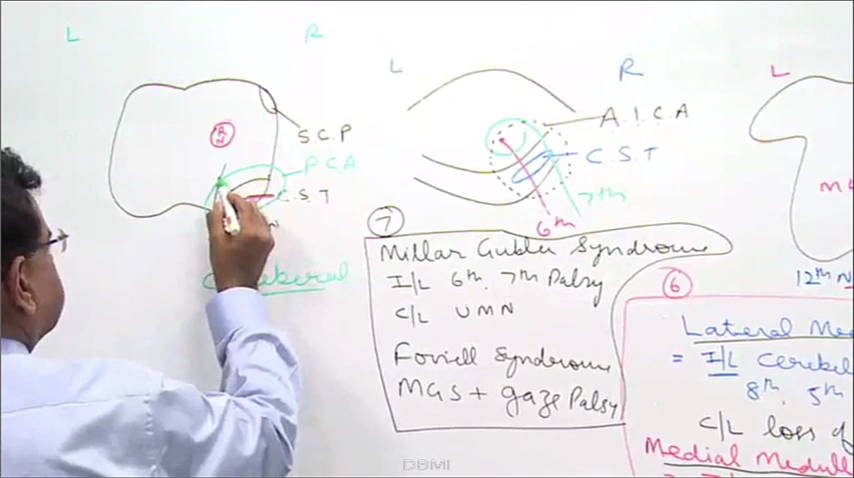 L R
R
N
S.C.P
P.C.A
C.S.T
N
L R
A.I.C.A
C.S.T
7th
6th
7
Millar Gubler Syndrome
I/L 6th, 7th Palsy
C/L UMN
Foviell Syndrome
MGS + gaze Palsy
L
12th N
6
Lateral Me
= I/L Cerebel
8th, 5th
C/L loss of
Medial Medull
DBMI